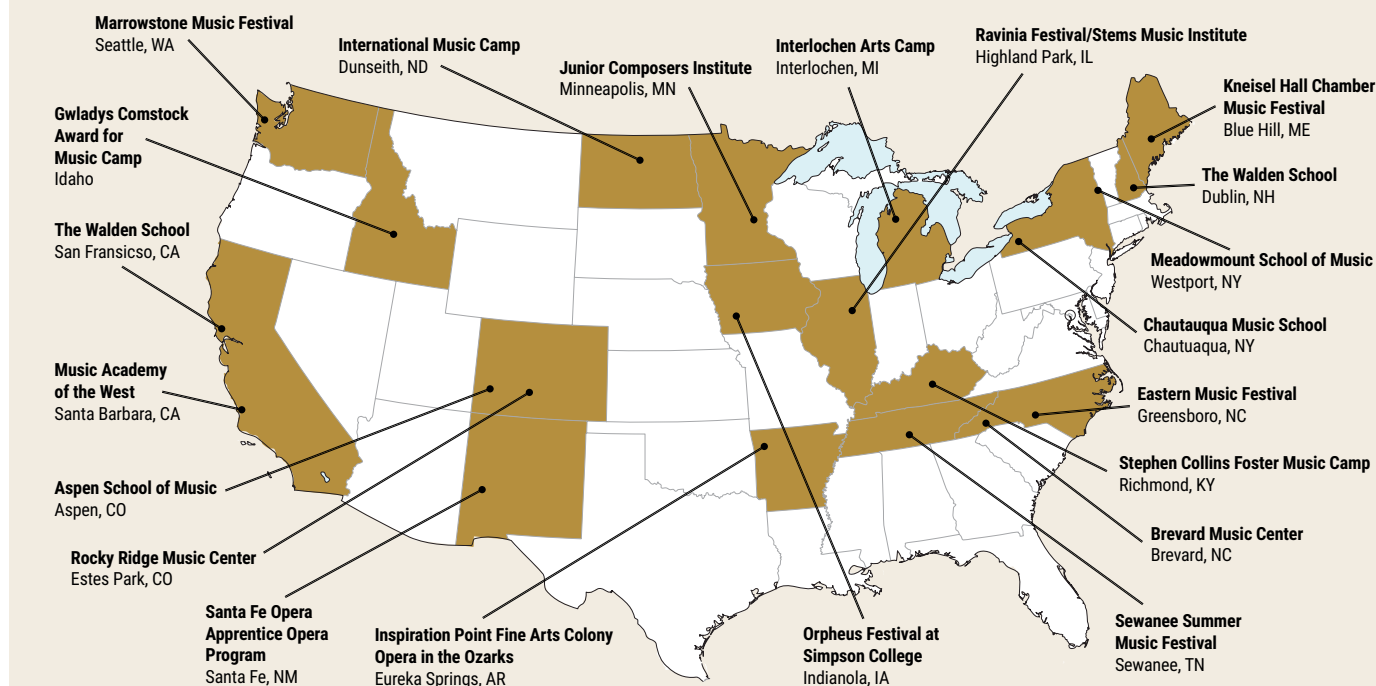 Marrowstone Music Festival
Seattle, WA
International Music Camp
Dunseith, ND
Junior Composers Institute
Minneapolis, MN
Interlochen Arts Camp
Interlochen, MI
Ravinia Festival/Stems Music Institute
Highland Park, IL
Kneisel Hall Chamber
Music Festival
Blue Hill, ME
Gwladys Comstock
Award for
Music Camp
Idaho
The Walden School
Dublin, NH
The Walden School
San Fransicso, CA
Meadowmount School of Music
Westport, NY
Chautauqua Music School
Chautuaqua, NY
Music Academy
of the West
Santa Barbara, CA
Eastern Music Festival
Greensboro, NC
Stephen Collins Foster Music Camp
Richmond, KY
Aspen School of Music
Aspen, CO
Brevard Music Center
Brevard, NC
Rocky Ridge Music Center
Estes Park, CO
Santa Fe Opera
Apprentice Opera
Program
Santa Fe, NM
Inspiration Point Fine Arts Colony
Opera in the Ozarks
Eureka Springs, AR
Orpheus Festival at
Simpson College
Indianola, IA
Sewanee Summer
Music Festival
Sewanee, TN